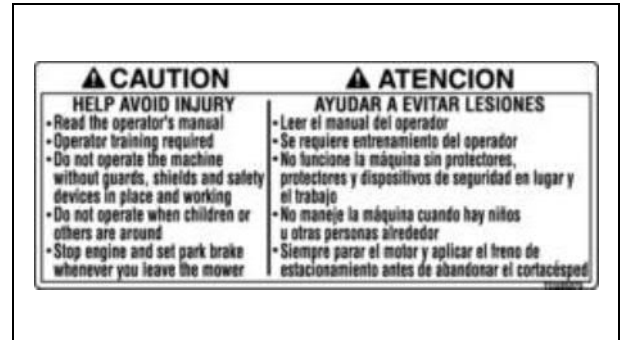 CAUTION
HELP AVOID INJURY
• Read the operator's manual
• Operator training required
• Do not operate the machine
without guards, shields and safety
devices in place and working
• Do not operate when children or
others are around
• Stop engine and set park brake
whenever you leave the mower
ATENCION
AYUDAR A EVITAR LESIONES
• Leer el manual del operador
• Se requiere entrenamiento del operador
• No funcione la máquina sin protectores,
protectores y dispositivos de seguridad en lugar y
el trabajo
• No maneje la máquina cuando hay niños
u otras personas alrededor
• Siempre parar el motor y aplicar el freno de
estacionamiento antes de abandonar el cortacésped